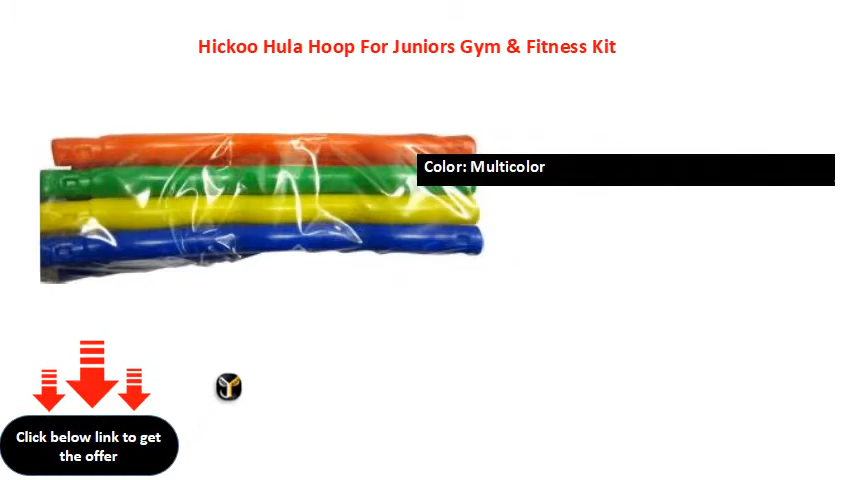 Hickoo Hula Hoop For Juniors Gym & Fitness Kit
Color: Multicolor
Click below link to get
the offer